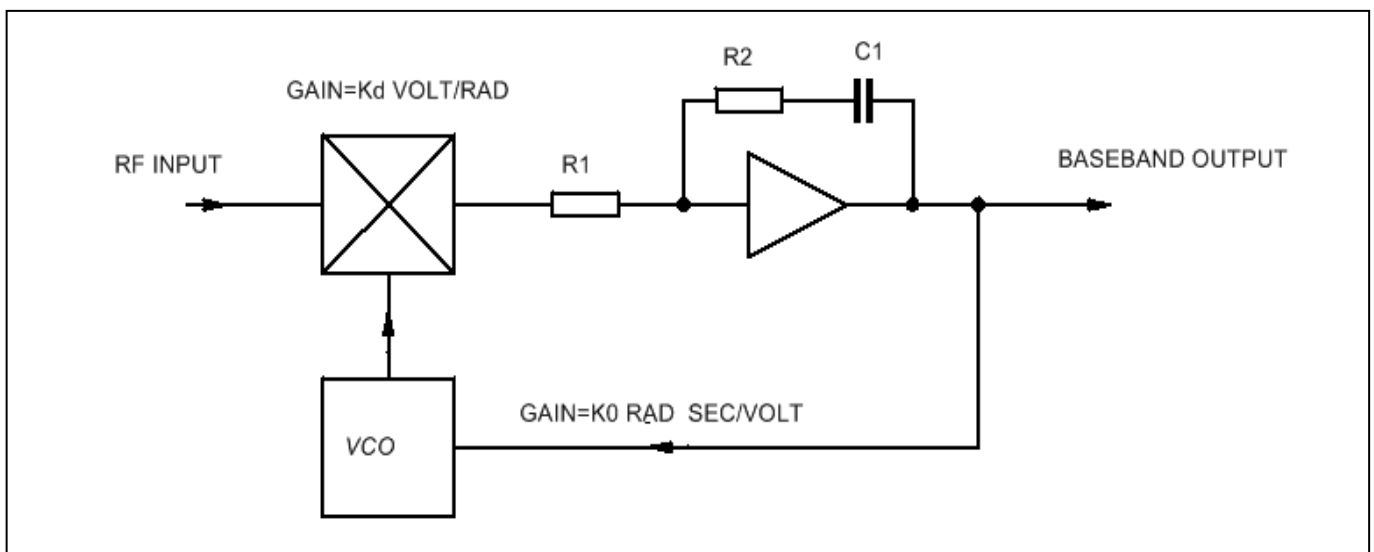 R2
C1
GAIN=Kd VOLT/RAD
RF INPUT
R1
BASEBAND OUTPUT
GAIN=K0 RAD SEC/VOLT
VCO